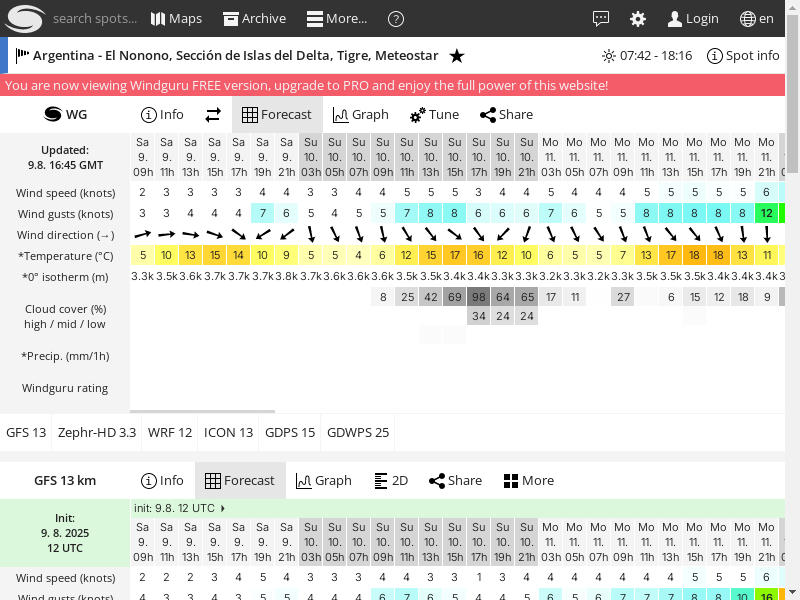 search spots... Maps Archive More... ? Login en
Argentina - El Nonono, Sección de Islas del Delta, Tigre, Meteostar ★ 07:42 - 18:16 Spot info
You are now viewing Windguru FREE version, upgrade to PRO and enjoy the full power of this website!
WG Info Forecast Graph Tune Share
Updated:
9.8. 16:45 GMT
Sa Sa Sa Sa Sa Sa Sa Su Su Su Su Su Su Su Su Su Su Mo Mo Mo Mo Mo Mo Mo Mo Mo Mo
9. 9. 9. 9. 9. 9. 9. 10. 10. 10. 10. 10. 10. 10. 10. 10. 10. 11. 11. 11. 11. 11. 11. 11. 11. 11. 11.
09h 11h 13h 15h 17h 19h 21h 03h 05h 07h 09h 11h 13h 15h 17h 19h 21h 03h 05h 07h 09h 11h 13h 15h 17h 19h 21h
Wind speed (knots) 2 3 3 3 3 4 4 3 3 4 4 5 5 5 3 4 4 5 4 4 4 5 5 5 5 5 6
Wind gusts (knots) 3 3 4 4 4 7 6 5 4 5 5 7 8 8 6 6 6 7 6 5 5 8 8 8 8 8 12
Wind direction (→)
*Temperature (°C) 5 10 13 15 14 10 9 5 5 4 6 12 15 17 16 12 10 6 5 5 7 13 17 18 18 13 11
*0° isotherm (m) 3.3k 3.5k 3.6k 3.7k 3.7k 3.7k 3.8k 3.7k 3.6k 3.6k 3.6k 3.5k 3.5k 3.4k 3.4k 3.3k 3.3k 3.2k 3.3k 3.2k 3.3k 3.3k 3.4k 3.5k 3.4k 3.4k 3.4k
Cloud cover (%)
high / mid / low
8 25 42 69 98 64 65 17 11 27 6 15 12 18 9
34 24 24
*Precip. (mm/1h)
Windguru rating
GFS 13 Zephr-HD 3.3 WRF 12 ICON 13 GDPS 15 GDWPS 25
GFS 13 km Info Forecast Graph 2D Share More
init: 9.8. 12 UTC
Init:
9. 8. 2025
12 UTC
Sa Sa Sa Sa Sa Sa Sa Su Su Su Su Su Su Su Su Su Su Mo Mo Mo Mo Mo Mo Mo Mo Mo Mo
9. 9. 9. 9. 9. 9. 9. 10. 10. 10. 10. 10. 10. 10. 10. 10. 10. 11. 11. 11. 11. 11. 11. 11. 11. 11. 11.
09h 11h 13h 15h 17h 19h 21h 03h 05h 07h 09h 11h 13h 15h 17h 19h 21h 03h 05h 07h 09h 11h 13h 15h 17h 19h 21h
Wind speed (knots) 2 2 2 3 4 5 4 3 3 3 4 4 3 3 1 3 4 4 4 4 4 4 4 5 5 5 6
Wind gusts (knots) 4 3 3 4 3 5 5 4 4 4 6 7 6 5 4 5 4 6 5 6 7 7 7 8 8 10 16